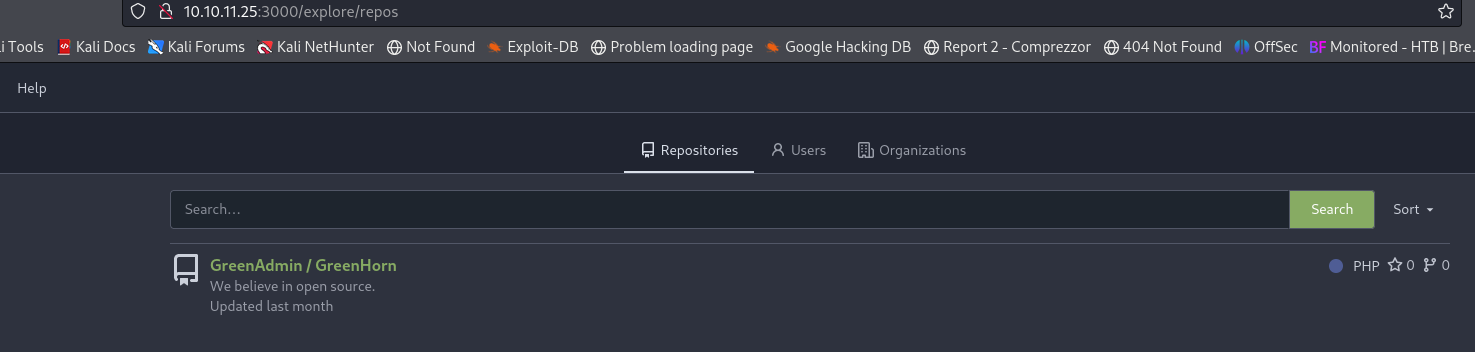 10.10.11.25:3000/explore/repos
i Tools Kali Docs Kali Forums Kali NetHunter Not Found Exploit-DB Problem loading page Google Hacking DB Report 2 - Comprezzor 404 Not Found OffSec BF Monitored - HTB | Bre…
Help
Repositories Users Organizations
Search... Search Sort
GreenAdmin / GreenHorn PHP 0 0
We believe in open source.
Updated last month